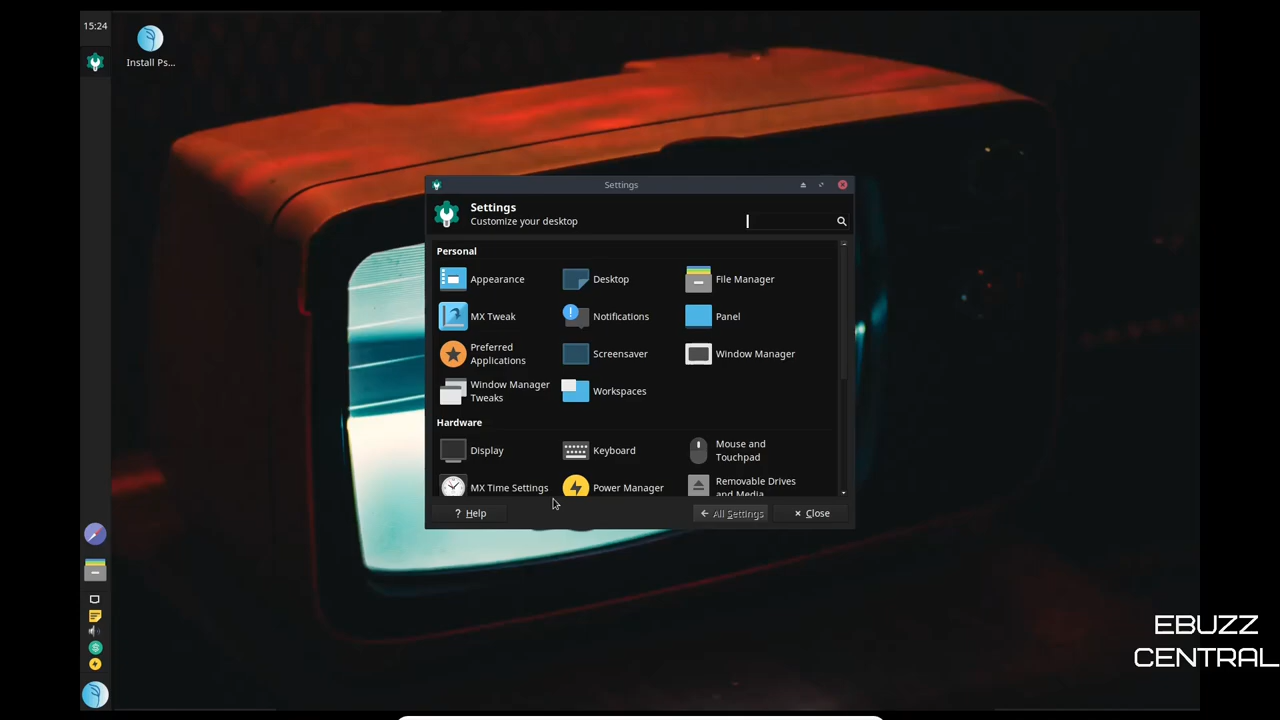 15:24
Install Ps...
Settings
Settings
Customize your desktop
Personal
Appearance
Desktop
File Manager
MX Tweak
Notifications
Panel
Preferred
Applications
Screensaver
Window Manager
Window Manager
Tweaks
Workspaces
Hardware
Display
Keyboard
Mouse and
Touchpad
MX Time Settings
Power Manager
Removable Drives
and Media
? Help
All Settings
Close
EBUZZ
CENTRAL